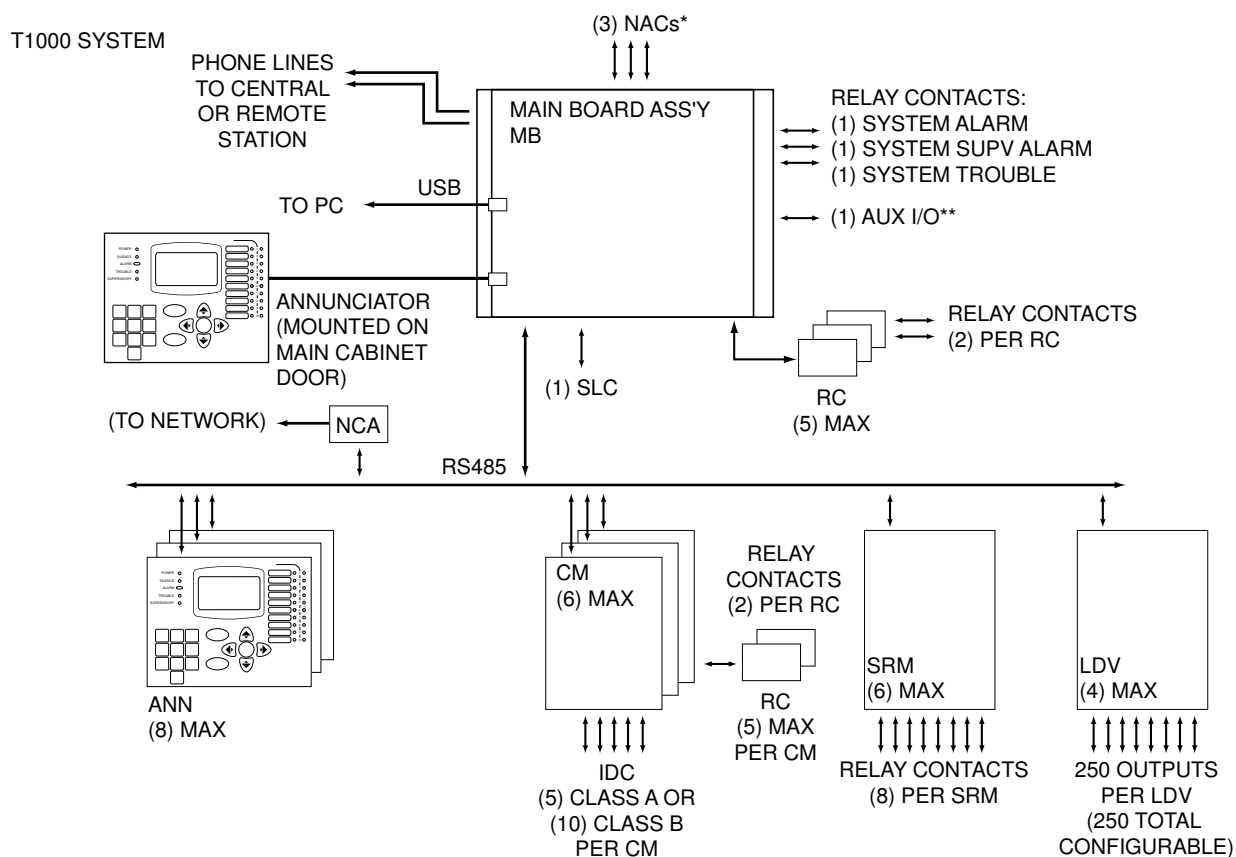 T1000 SYSTEM
(3) NACs*
PHONE LINES
TO CENTRAL
OR REMOTE
STATION
MAIN BOARD ASS'Y
MB
RELAY CONTACTS:
(1) SYSTEM ALARM
(1) SYSTEM SUPV ALARM
(1) SYSTEM TROUBLE
USB
TO PC
(1) AUX I/O**
POWER
SILENCE
ALARM
TROUBLE
SUPERVISORY
ANNUNCIATOR
(MOUNTED ON
MAIN CABINET
DOOR)
RELAY CONTACTS
(2) PER RC
(1) SLC
RC
(5) MAX
(TO NETWORK)
NCA
RS485
POWER
SILENCE
ALARM
TROUBLE
SUPERVISORY
ANN
(8) MAX
CM
(6) MAX
RELAY
CONTACTS
(2) PER RC
RC
(5) MAX
PER CM
SRM
(6) MAX
LDV
(4) MAX
IDC
(5) CLASS A OR
(10) CLASS B
PER CM
RELAY CONTACTS
(8) PER SRM
250 OUTPUTS
PER LDV
(250 TOTAL
CONFIGURABLE)